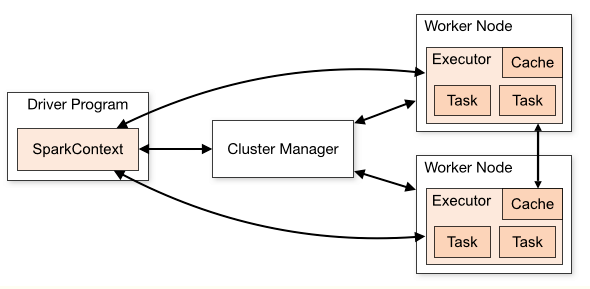 Driver Program
SparkContext
Cluster Manager
Worker Node
Executor
Cache
Task
Task
Worker Node
Executor
Cache
Task
Task